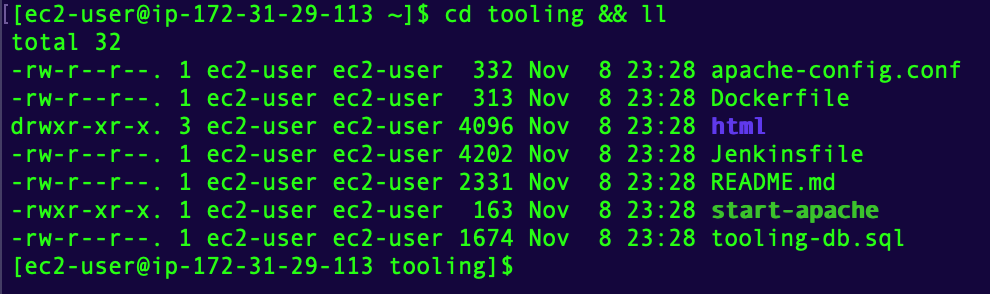 [[ec2-user@ip-172-31-29-113 ~]$ cd tooling && ll
total 32
-rw-r--r--. 1 ec2-user ec2-user  332 Nov  8 23:28 apache-config.conf
-rw-r--r--. 1 ec2-user ec2-user  313 Nov  8 23:28 Dockerfile
drwxr-xr-x. 3 ec2-user ec2-user 4096 Nov  8 23:28 html
-rw-r--r--. 1 ec2-user ec2-user 4202 Nov  8 23:28 Jenkinsfile
-rw-r--r--. 1 ec2-user ec2-user 2331 Nov  8 23:28 README.md
-rwxr-xr-x. 1 ec2-user ec2-user  163 Nov  8 23:28 start-apache
-rw-r--r--. 1 ec2-user ec2-user 1674 Nov  8 23:28 tooling-db.sql
[ec2-user@ip-172-31-29-113 tooling]$